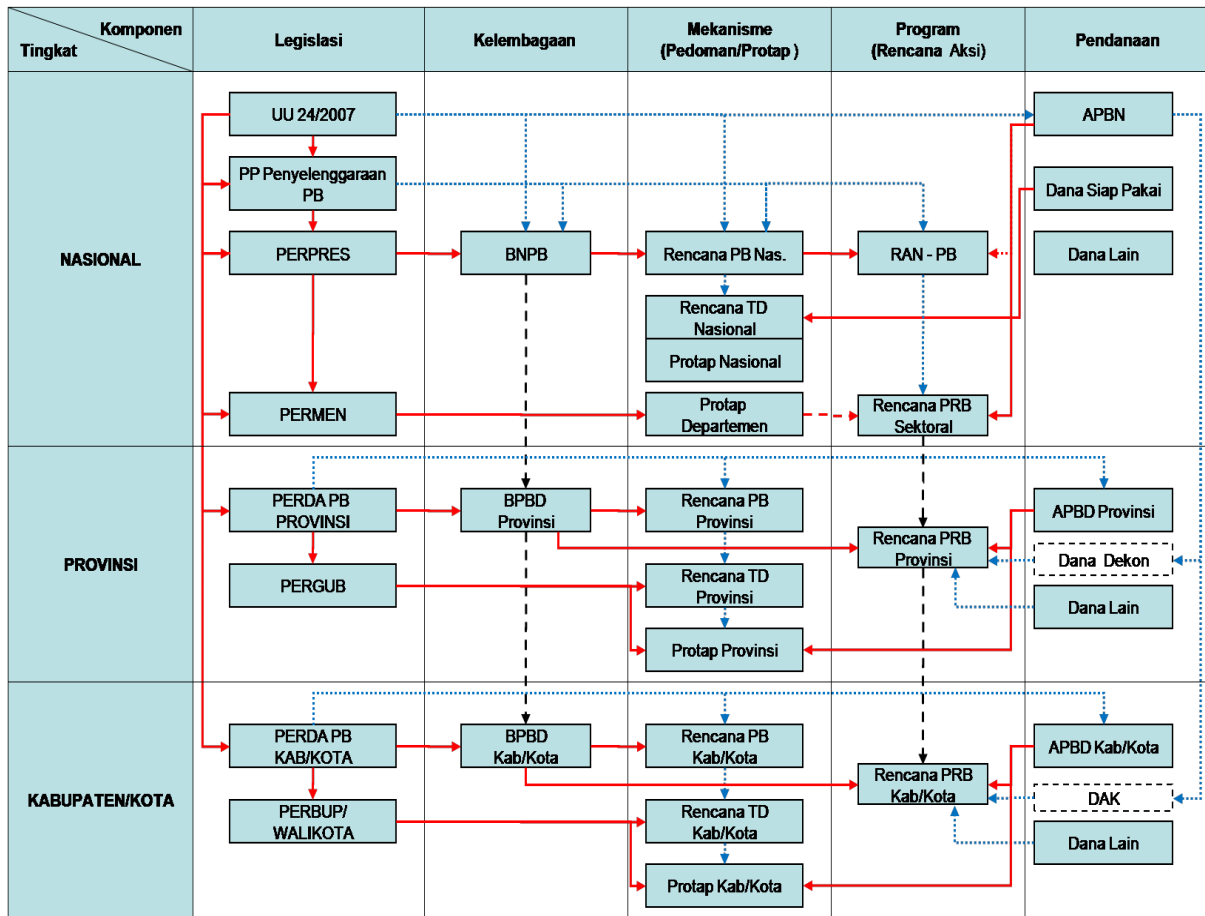 Komponen
Tingkat
Legislasi
Kelembagaan
Mekanisme
(Pedoman/Protap )
Program
(Rencana Aksi)
Pendanaan
NASIONAL
UU 24/2007
APBN
PP Penyelenggaraan
PB
Dana Siap Pakai
PERPRES
BNPB
Rencana PB Nas.
RAN - PB
Dana Lain
Rencana TD
Nasional
Protap Nasional
PERMEN
Protap
Departemen
Rencana PRB
Sektoral
PROVINSI
PERDA PB
PROVINSI
BPBD
Provinsi
Rencana PB
Provinsi
Rencana PRB
Provinsi
APBD Provinsi
Dana Dekon
PERGUB
Rencana TD
Provinsi
Dana Lain
Protap Provinsi
KABUPATEN/KOTA
PERDA PB
KAB/KOTA
BPBD
Kab/Kota
Rencana PB
Kab/Kota
Rencana PRB
Kab/Kota
APBD Kab/Kota
DAK
PERBUP/
WALIKOTA
Rencana TD
Kab/Kota
Dana Lain
Protap Kab/Kota